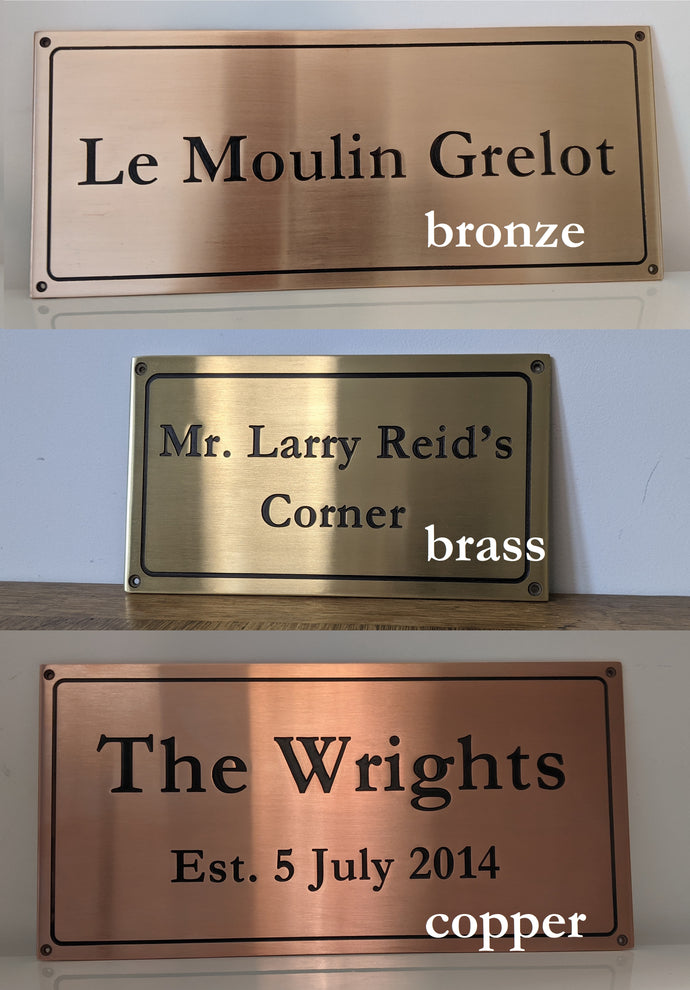 Le Moulin Grelot
bronze
Mr. Larry Reid's
Corner
brass
The Wrights
Est. 5 July 2014
copper